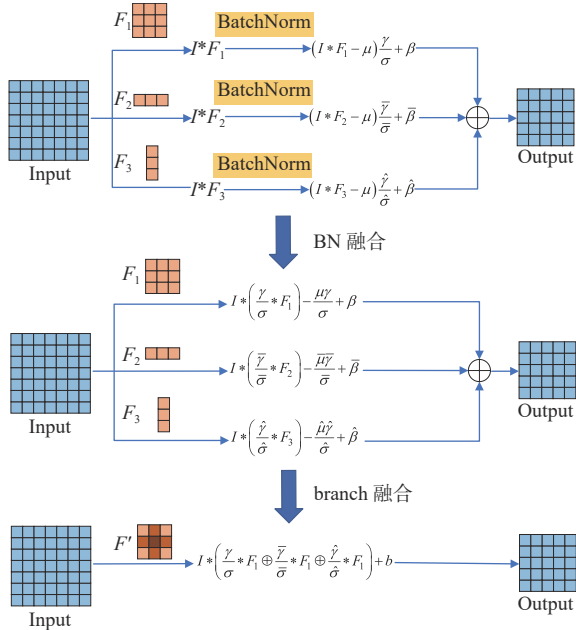 F₁
BatchNorm
I*F₁
(I * F₁ − μ) γ/σ + β
F₂
BatchNorm
I*F₂
(I * F₂ − μ) γ̄/σ̄ + β̄
F₃
BatchNorm
I*F₃
(I * F₃ − μ) γ̂/σ̂ + β̂
Input
Output
BN 融合
F₁
I * (γ/σ * F₁) − μγ/σ + β
F₂
I * (γ̄/σ̄ * F₂) − μ̄γ̄/σ̄ + β̄
F₃
I * (γ̂/σ̂ * F₃) − μ̂γ̂/σ̂ + β̂
Input
Output
branch 融合
F′
I * (γ/σ * F₁ ⊕ γ̄/σ̄ * F₁ ⊕ γ̂/σ̂ * F₁) + b
Input
Output